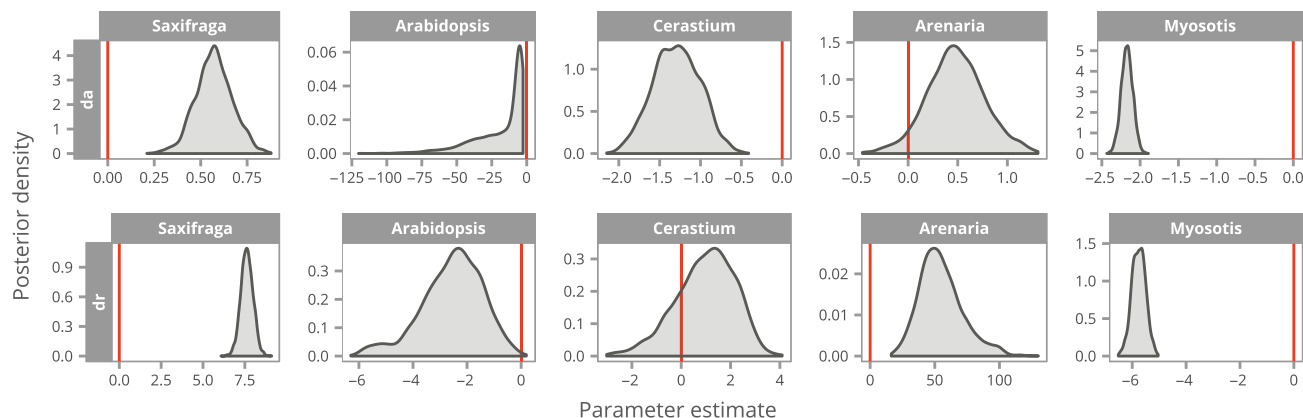 Saxifraga Arabidopsis Cerastium Arenaria Myosotis
da
4 3 2 1 0
0.00 0.25 0.50 0.75
0.06 0.04 0.02 0.00
−125 −100 −75 −50 −25 0
1.0 0.5 0.0
−2.0 −1.5 −1.0 −0.5 0.0
1.5 1.0 0.5 0.0
−0.5 0.0 0.5 1.0
5 4 3 2 1 0
−2.5 −2.0 −1.5 −1.0 −0.5 0.0
Posterior density
Saxifraga Arabidopsis Cerastium Arenaria Myosotis
dr
0.9 0.6 0.3 0.0
0.0 2.5 5.0 7.5
0.3 0.2 0.1 0.0
−6 −4 −2 0
0.3 0.2 0.1 0.0
−2 0 2 4
0.02 0.01 0.00
0 50 100
1.5 1.0 0.5 0.0
−6 −4 −2 0
Parameter estimate